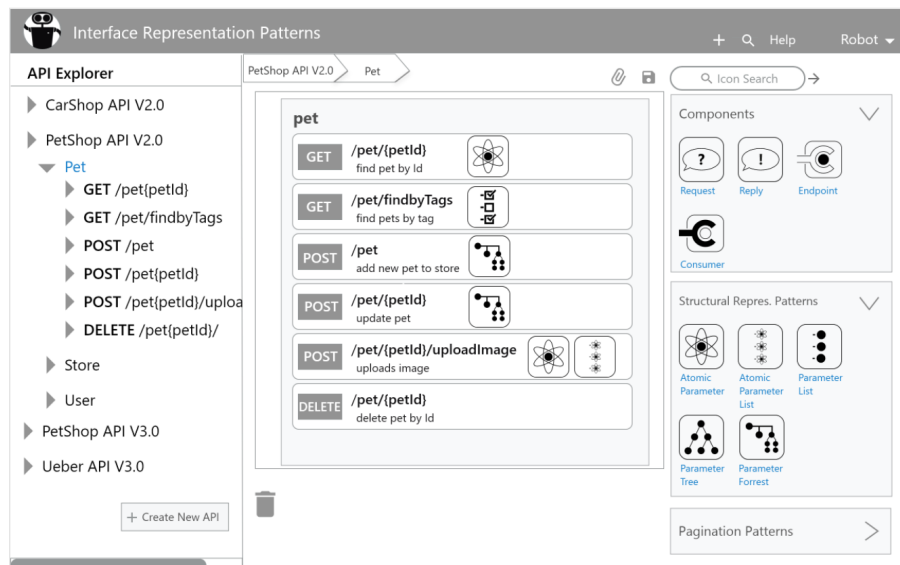 Interface Representation Patterns
+ Help Robot
API Explorer
CarShop API V2.0
PetShop API V2.0
Pet
GET /pet{petId}
GET /pet/findbyTags
POST /pet
POST /pet{petId}
POST /pet{petId}/uploa
DELETE /pet{petId}/
Store
User
PetShop API V3.0
Ueber API V3.0
+ Create New API
PetShop API V2.0 Pet
pet
GET /pet/{petId}
find pet by Id
GET /pet/findbyTags
find pets by tag
POST /pet
add new pet to store
POST /pet/{petId}
update pet
POST /pet/{petId}/uploadImage
uploads image
DELETE /pet/{petId}
delete pet by Id
Icon Search
Components
? !
Request Reply Endpoint
Consumer
Structural Repres. Patterns
Atomic Parameter
Atomic Parameter List
Parameter List
Parameter Tree
Parameter Forrest
Pagination Patterns